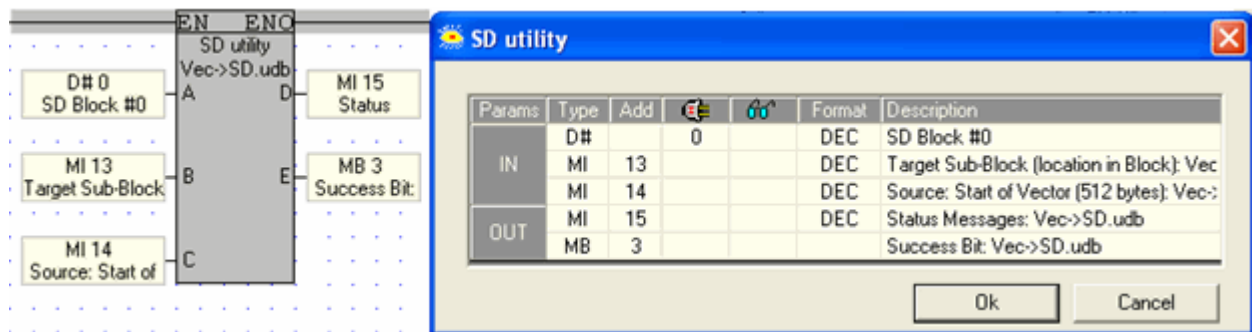 EN ENO
SD utility
Vec->SD.udb
D# 0
SD Block #0
A
D
MI 15
Status
MI 13
Target Sub-Block
B
E
MB 3
Success Bit:
MI 14
Source: Start of
C
SD utility
Params Type Add Format Description
IN
D# 0 DEC SD Block #0
MI 13 DEC Target Sub-Block (location in Block): Vec
MI 14 DEC Source: Start of Vector (512 bytes): Vec-
OUT
MI 15 DEC Status Messages: Vec->SD.udb
MB 3 Success Bit: Vec->SD.udb
Ok Cancel